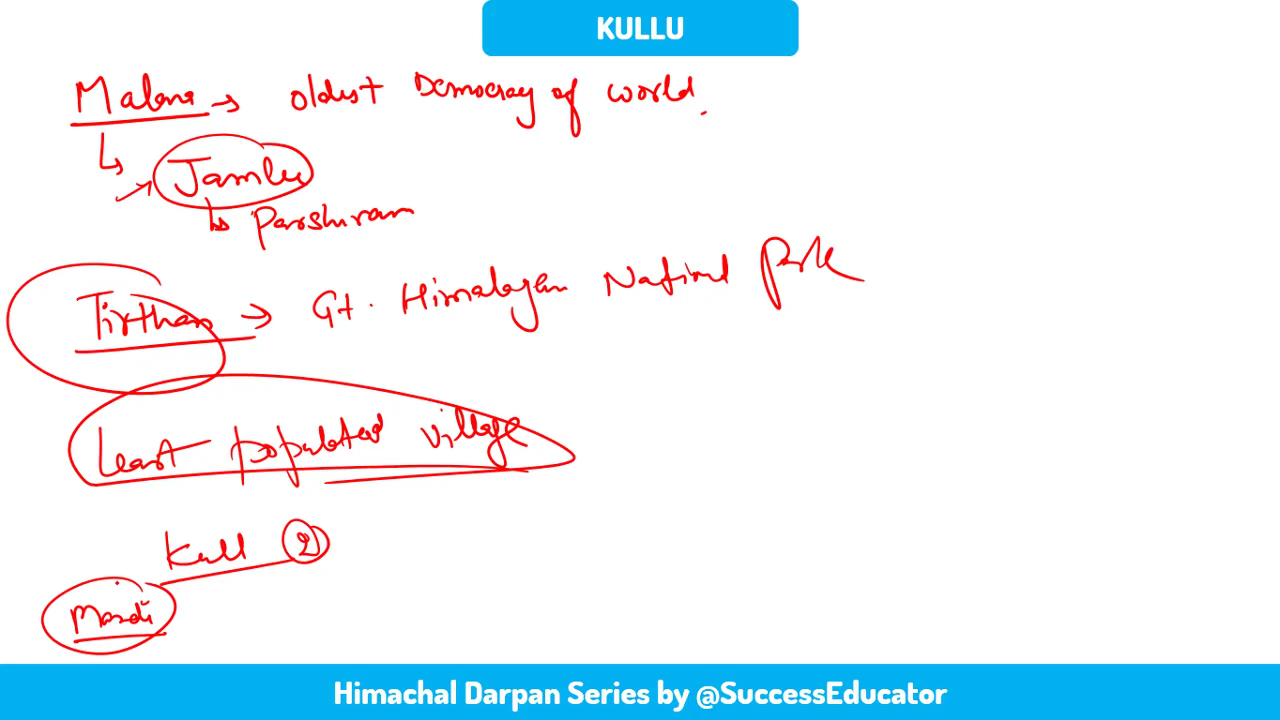 KULLU
Malana → oldest Democracy of world.
Jamlu
Parshuram
Tirthan → Gt. Himalayan National Park
Least populated village
Kull 2
Mandi
Himachal Darpan Series by @SuccessEducator